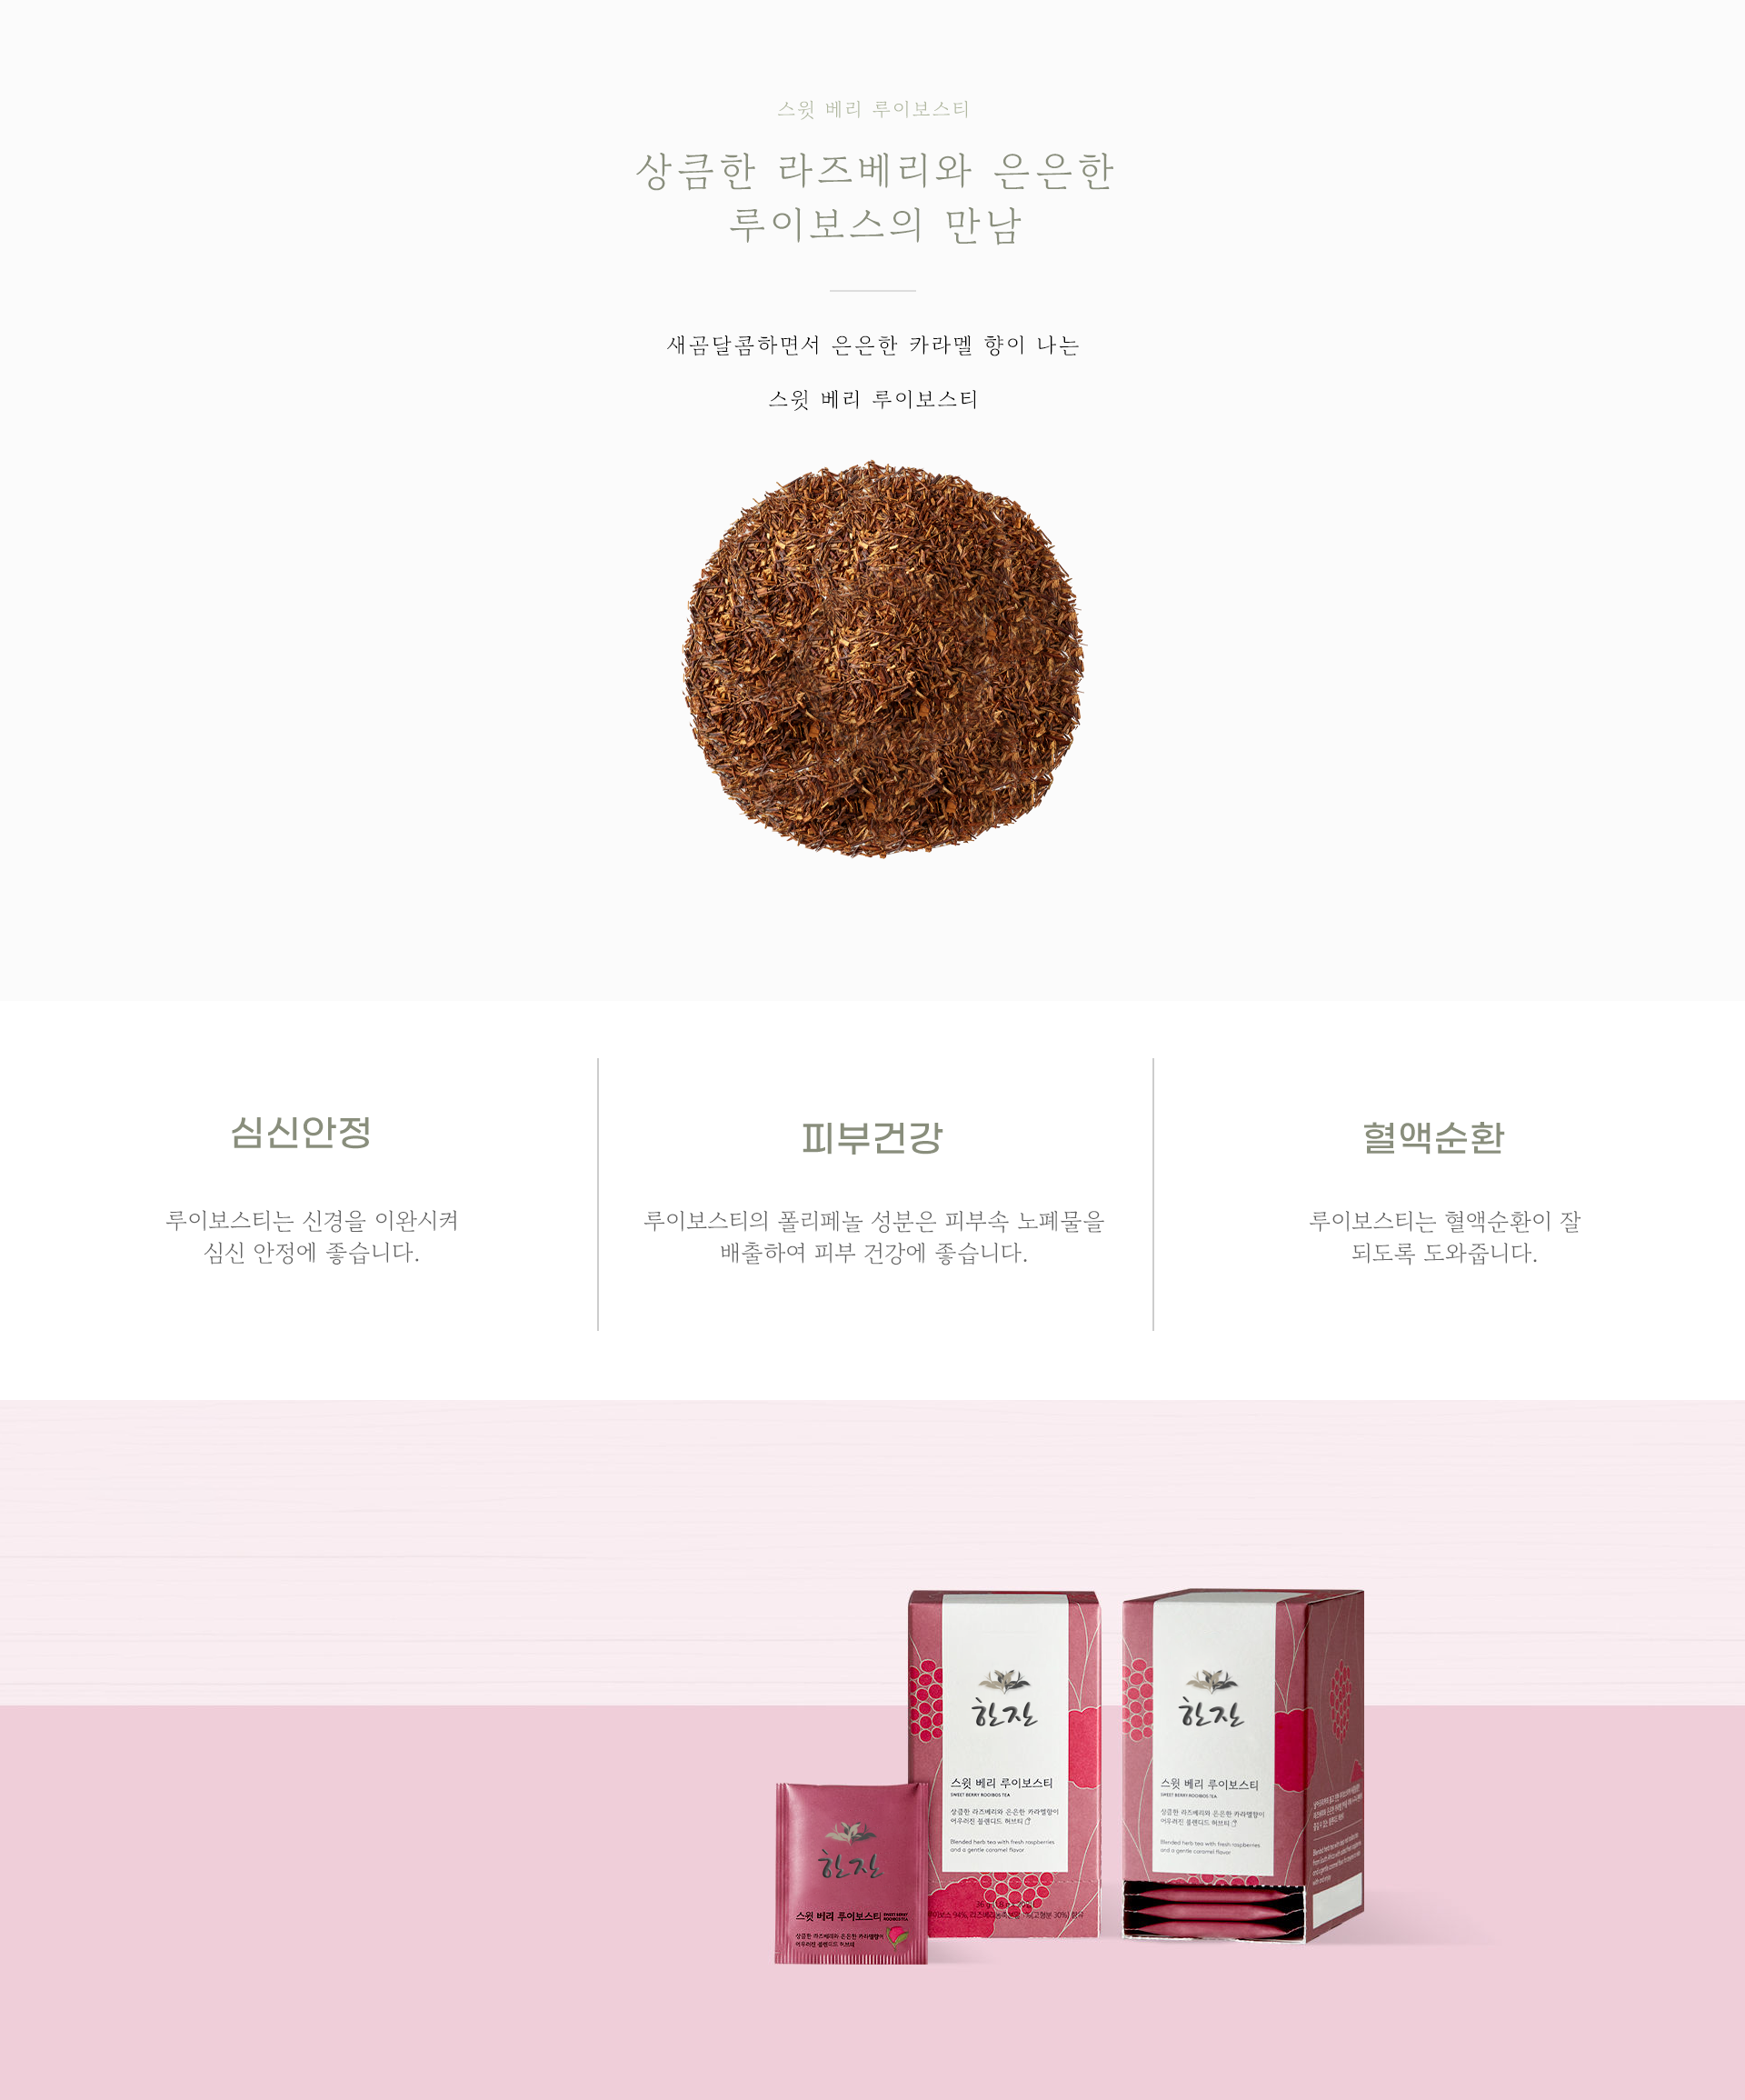 스윗 베리 루이보스티
상큼한 라즈베리와 은은한
루이보스의 만남
새곰달콤하면서 은은한 카라멜 향이 나는
스윗 베리 루이보스티
심신안정
루이보스티는 신경을 이완시켜
심신 안정에 좋습니다.
피부건강
루이보스티의 폴리페놀 성분은 피부속 노폐물을
배출하여 피부 건강에 좋습니다.
혈액순환
루이보스티는 혈액순환이 잘
되도록 도와줍니다.
한잔
스윗 베리 루이보스티
SWEET BERRY ROOIBOS TEA
상큼한 라즈베리와 은은한 카라멜향이
어우러진 블렌디드 허브티
Blended herb tea with fresh raspberries
and a gentle caramel flavor
한잔
스윗 베리 루이보스티
SWEET BERRY ROOIBOS TEA
상큼한 라즈베리와 은은한 카라멜향이
어우러진 블렌디드 허브티
Blended herb tea with fresh raspberries
and a gentle caramel flavor
한잔
스윗 베리 루이보스티 SWEET BERRY
ROOIBOS TEA
상큼한 라즈베리와 은은한 카라멜향이
어우러진 블렌디드 허브티